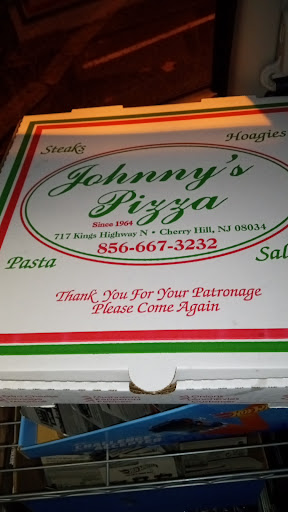 Steaks
Hoagies
Johnny's
Pizza
Since 1964
717 Kings Highway N • Cherry Hill, NJ 08034
856-667-3232
Pasta
Sal
Thank You For Your Patronage
Please Come Again